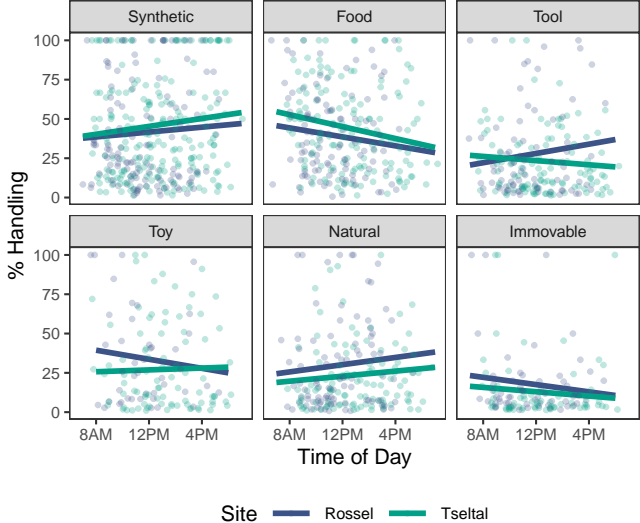 Synthetic Food Tool
100
75
50
25
0
Toy Natural Immovable
100
75
50
25
0
% Handling
8AM 12PM 4PM 8AM 12PM 4PM 8AM 12PM 4PM
Time of Day
Site Rossel Tseltal